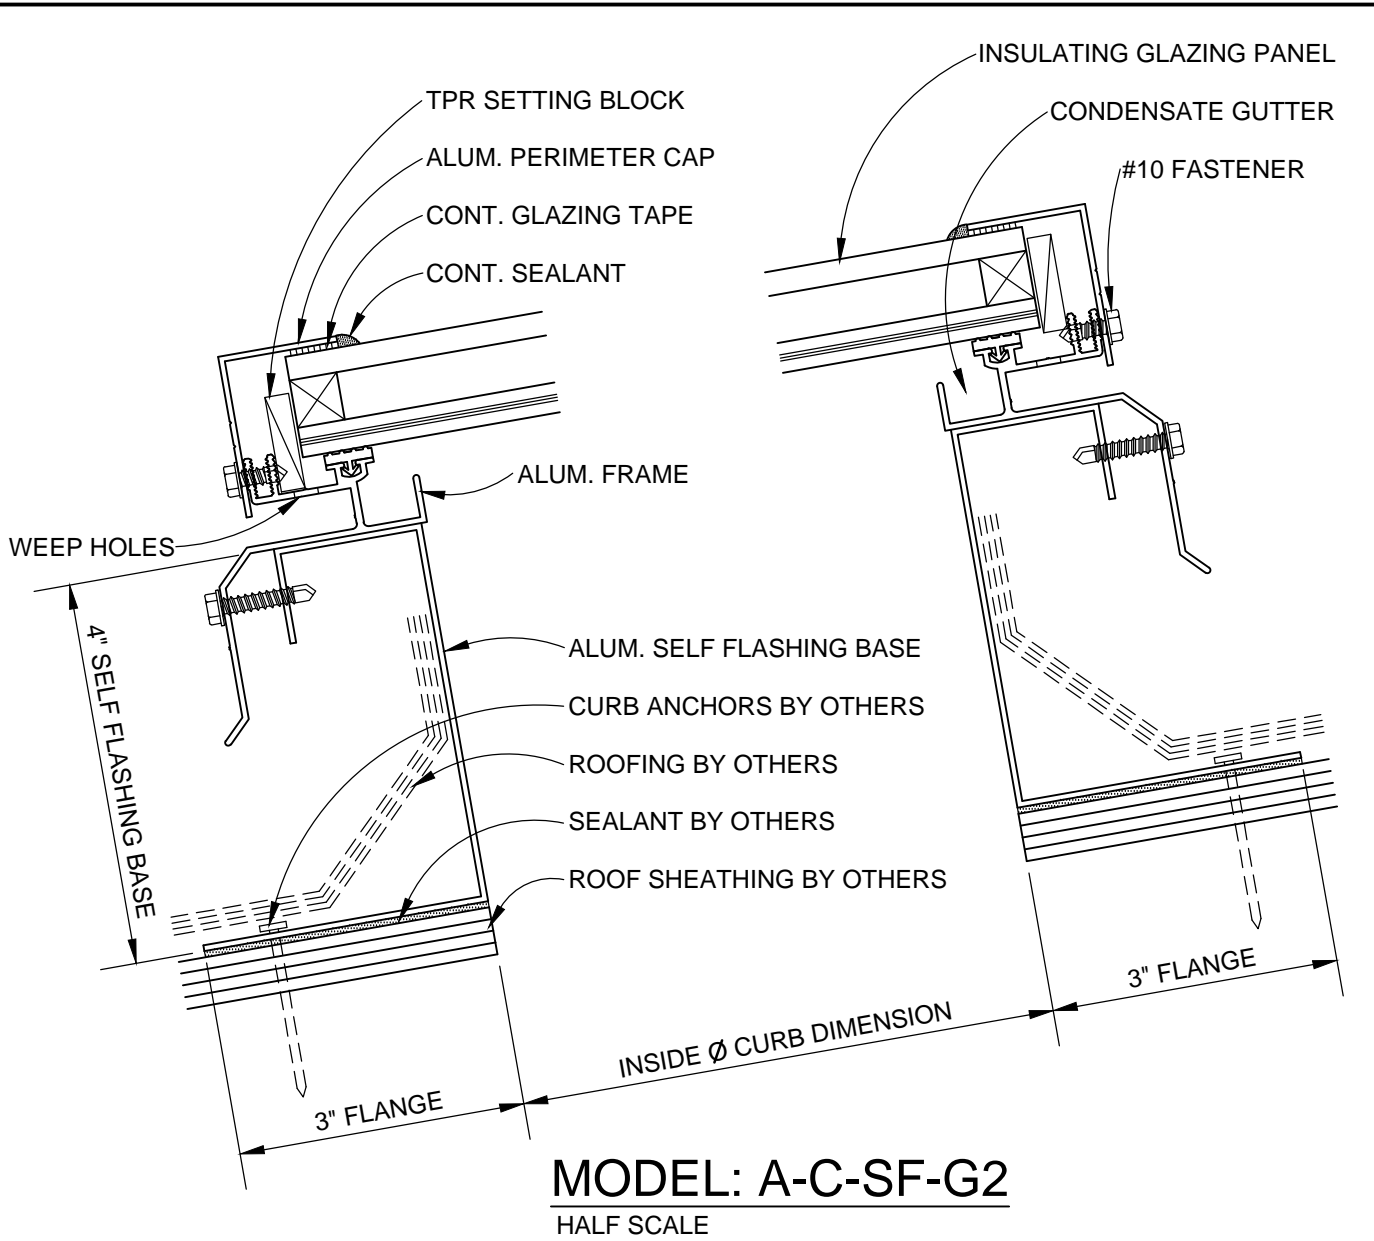 INSULATING GLAZING PANEL
CONDENSATE GUTTER
#10 FASTENER
TPR SETTING BLOCK
ALUM. PERIMETER CAP
CONT. GLAZING TAPE
CONT. SEALANT
ALUM. FRAME
WEEP HOLES
4" SELF FLASHING BASE
ALUM. SELF FLASHING BASE
CURB ANCHORS BY OTHERS
ROOFING BY OTHERS
SEALANT BY OTHERS
ROOF SHEATHING BY OTHERS
3" FLANGE
INSIDE Ø CURB DIMENSION
3" FLANGE
MODEL: A-C-SF-G2
HALF SCALE